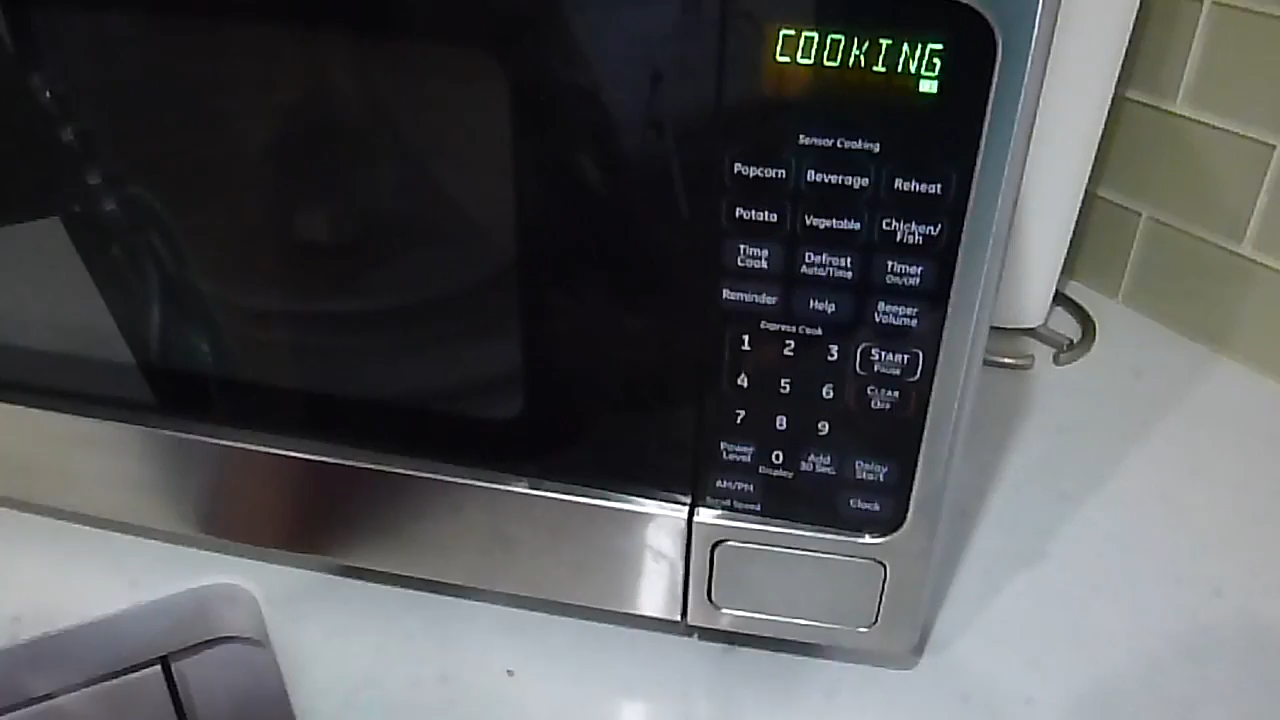 COOKING
Sensor Cooking
Popcorn Beverage Reheat
Potato Vegetable Chicken/
Fish
Time
Cook
Defrost
Auto/Time
Timer
On/Off
Reminder Help Beeper
Volume
Express Cook
1 2 3 START
Pause
4 5 6 CLEAR
Off
7 8 9
Power
Level
0
Display
Add
30 Sec.
Delay
Start
AM/PM
Scroll Speed
Clock